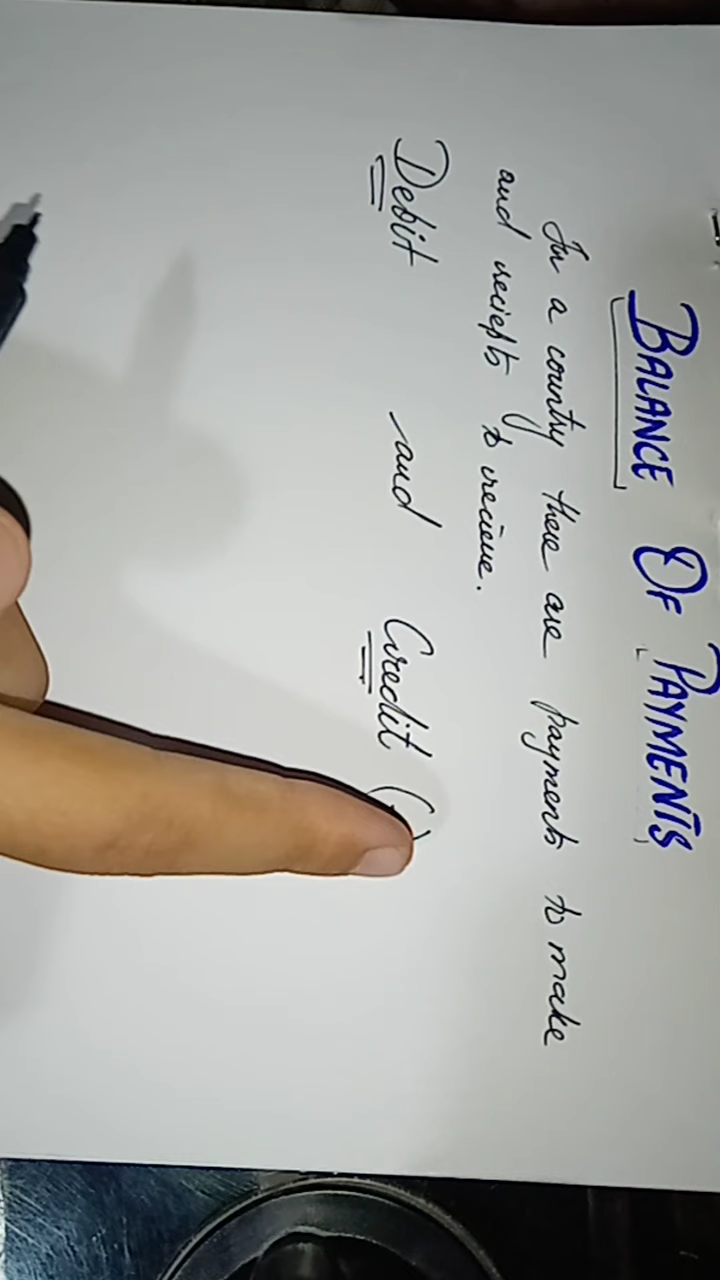 BALANCE OF PAYMENTS
In a country there are payments to make
and reciepts to recieve.
Debit and Credit (